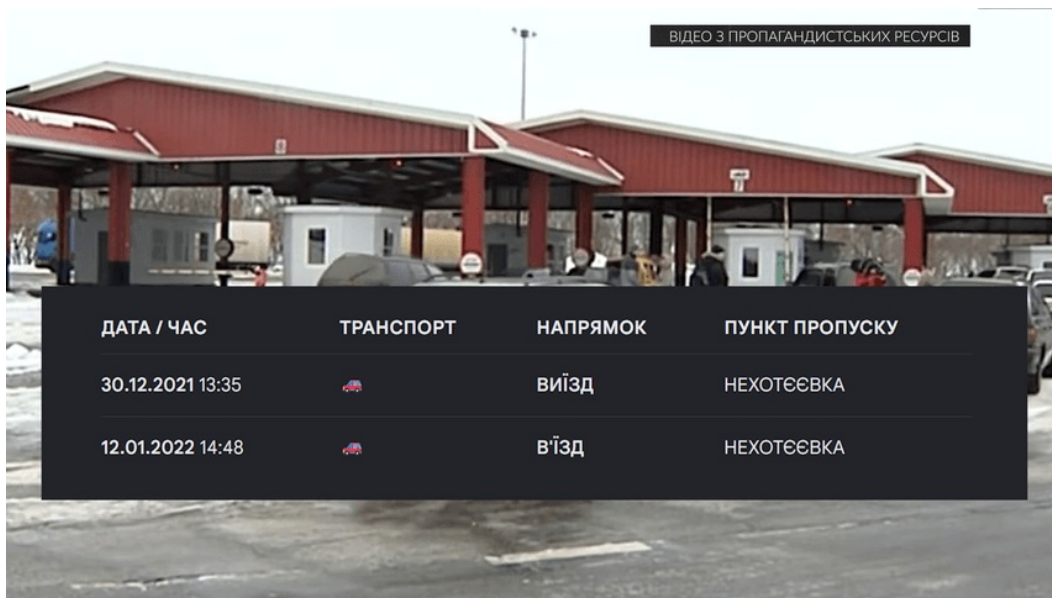 ВІДЕО З ПРОПАГАНДИСТСЬКИХ РЕСУРСІВ
ДАТА / ЧАС ТРАНСПОРТ НАПРЯМОК ПУНКТ ПРОПУСКУ
30.12.2021 13:35 ВИЇЗД НЕХОТЄЄВКА
12.01.2022 14:48 В'ЇЗД НЕХОТЄЄВКА